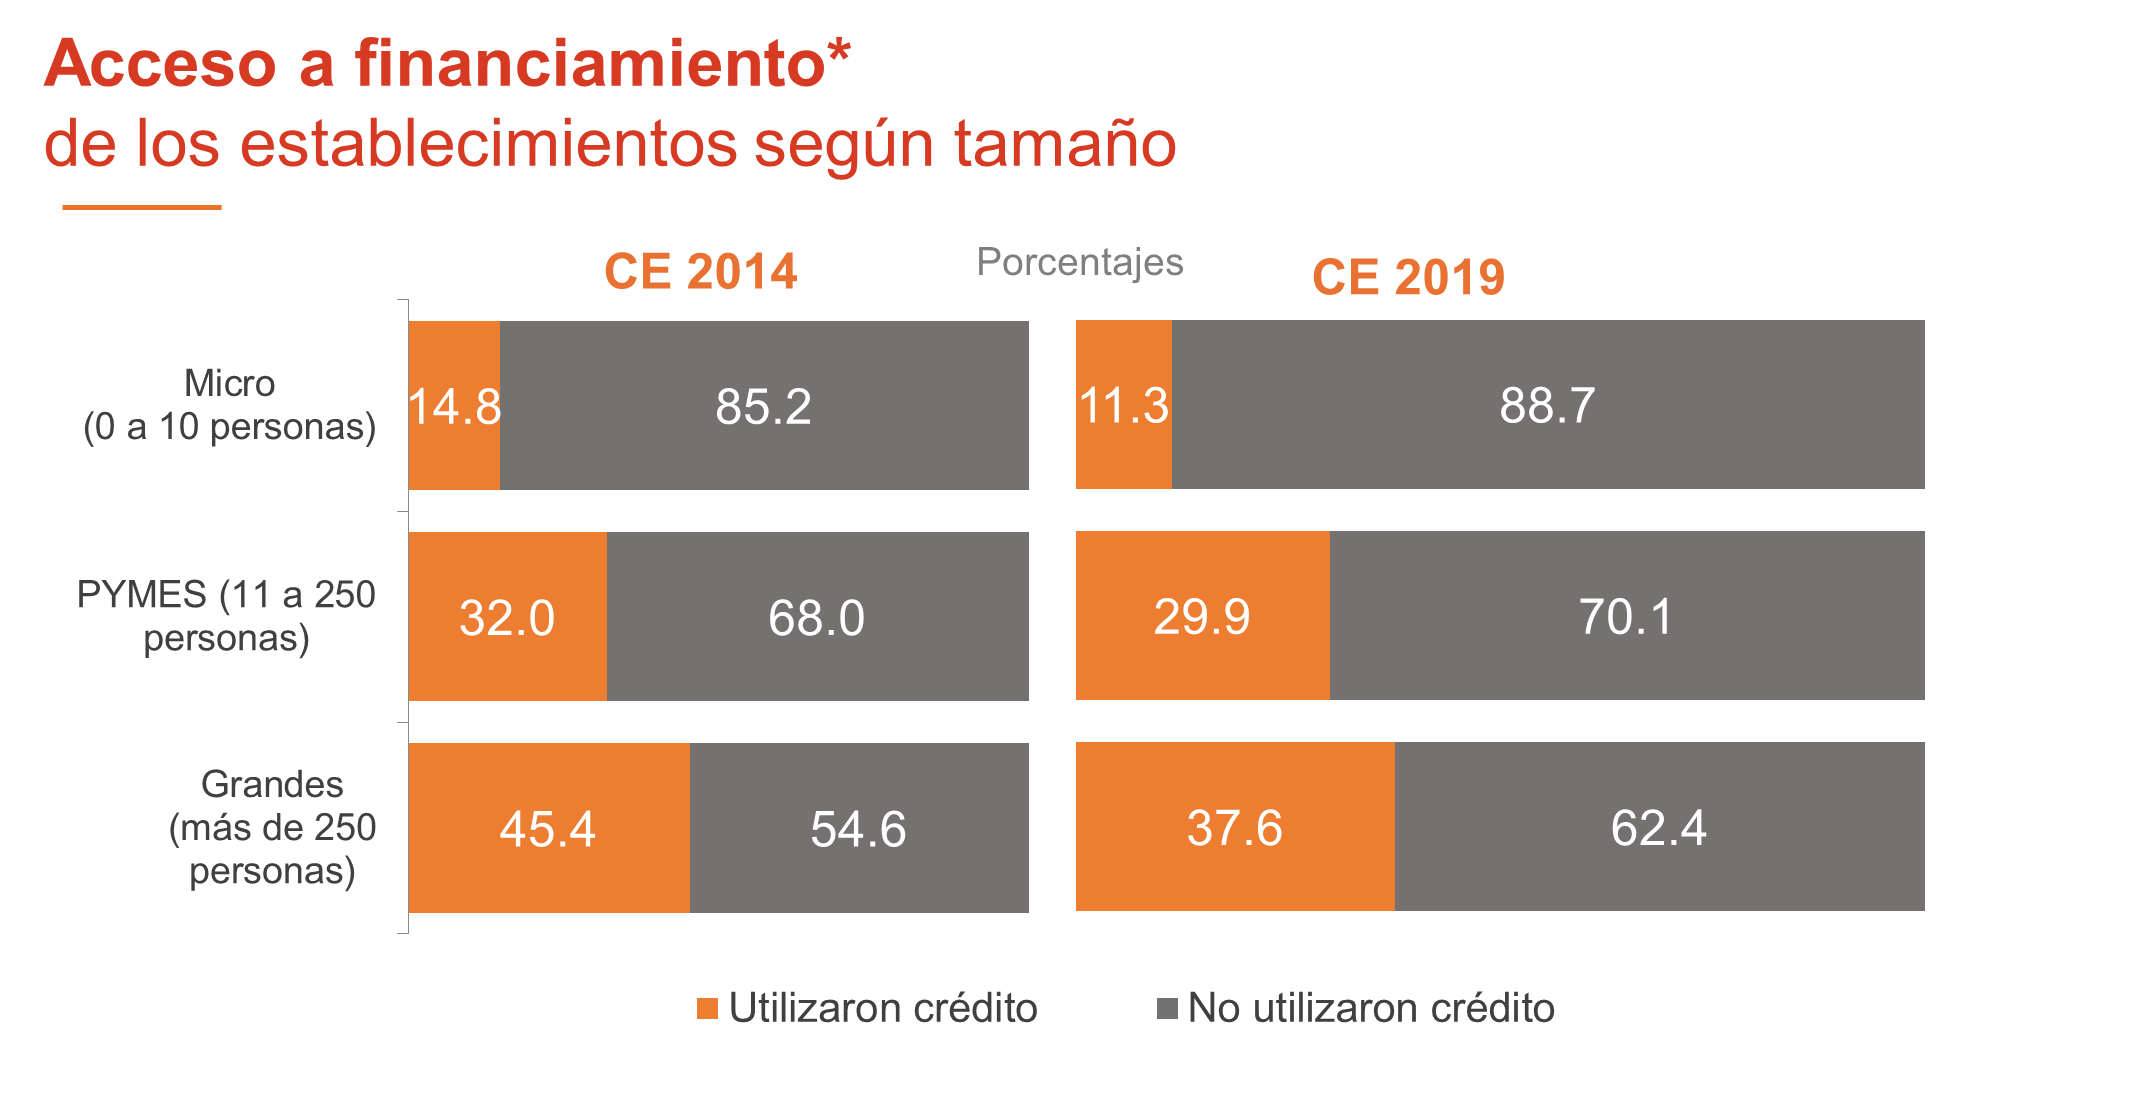 Acceso a financiamiento*
de los establecimientos según tamaño
CE 2014
Porcentajes
CE 2019
Micro
(0 a 10 personas)
14.8
85.2
11.3
88.7
PYMES (11 a 250
personas)
32.0
68.0
29.9
70.1
Grandes
(más de 250
personas)
45.4
54.6
37.6
62.4
Utilizaron crédito
No utilizaron crédito